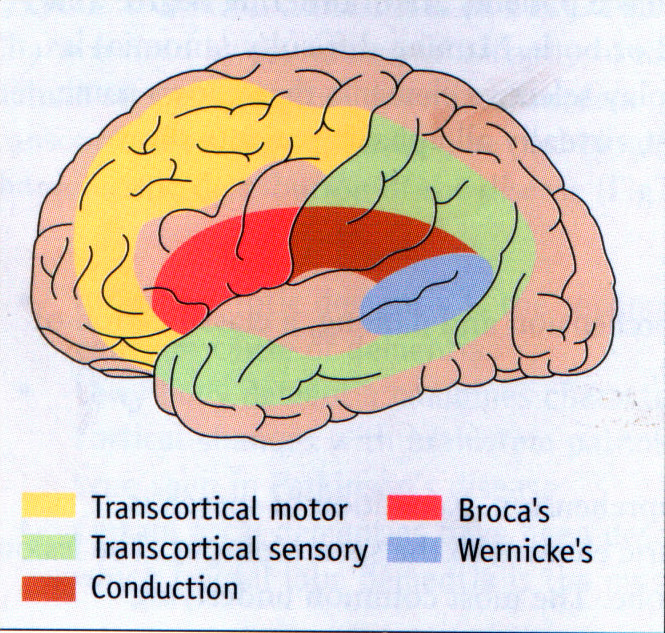 Transcortical motor
Transcortical sensory
Conduction
Broca's
Wernicke's